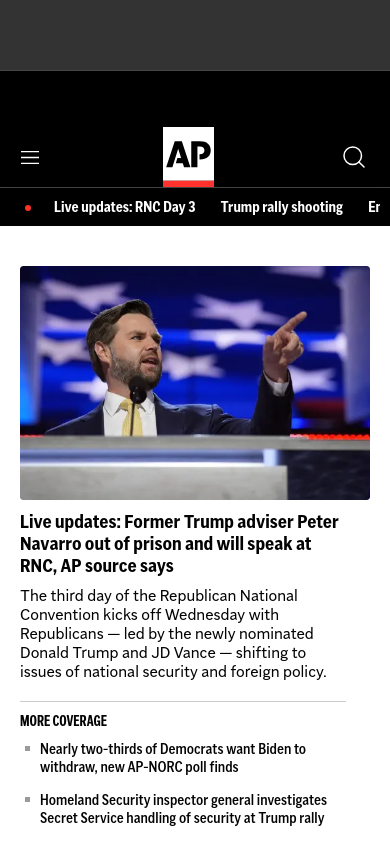 AP
Live updates: RNC Day 3 Trump rally shooting Er
Live updates: Former Trump adviser Peter
Navarro out of prison and will speak at
RNC, AP source says
The third day of the Republican National
Convention kicks off Wednesday with
Republicans — led by the newly nominated
Donald Trump and JD Vance — shifting to
issues of national security and foreign policy.
MORE COVERAGE
Nearly two-thirds of Democrats want Biden to
withdraw, new AP-NORC poll finds
Homeland Security inspector general investigates
Secret Service handling of security at Trump rally